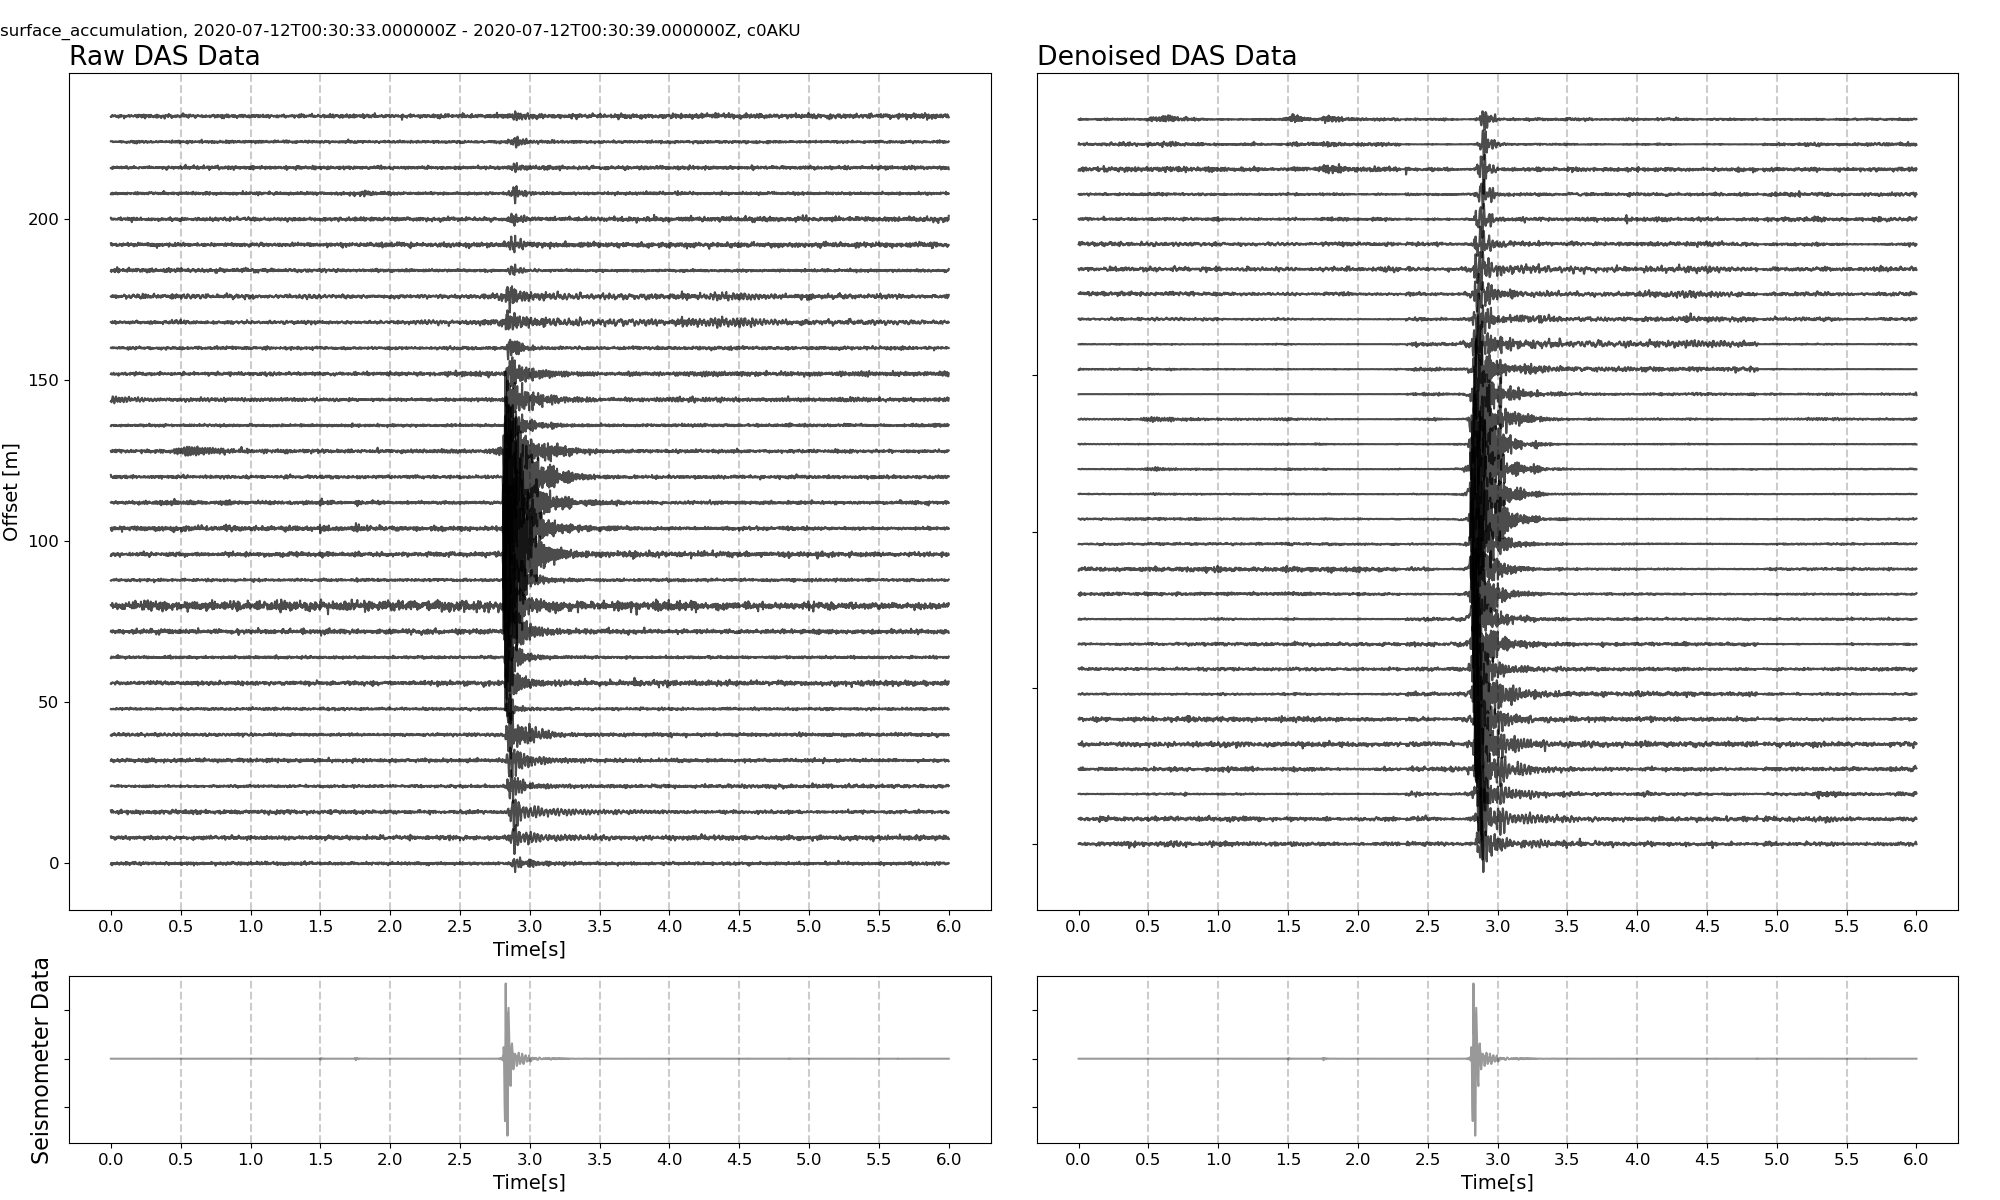 surface_accumulation, 2020-07-12T00:30:33.000000Z - 2020-07-12T00:30:39.000000Z, c0AKU
Raw DAS Data
Denoised DAS Data
Offset [m]
200
150
100
50
0
0.0 0.5 1.0 1.5 2.0 2.5 3.0 3.5 4.0 4.5 5.0 5.5 6.0
Time[s]
0.0 0.5 1.0 1.5 2.0 2.5 3.0 3.5 4.0 4.5 5.0 5.5 6.0
Seismometer Data
0.0 0.5 1.0 1.5 2.0 2.5 3.0 3.5 4.0 4.5 5.0 5.5 6.0
Time[s]
0.0 0.5 1.0 1.5 2.0 2.5 3.0 3.5 4.0 4.5 5.0 5.5 6.0
Time[s]